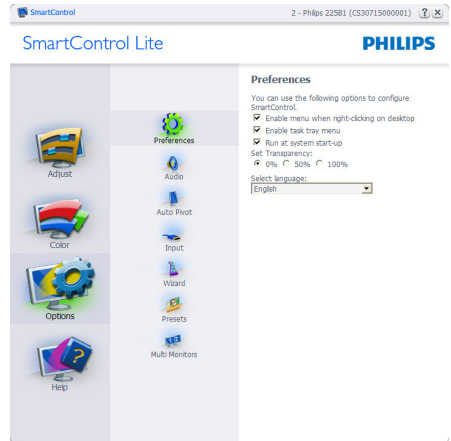 SmartControl
2 - Philips 225B1 (CS30715000001)
?
SmartControl Lite
PHILIPS
Adjust
Color
Options
Help
Preferences
Audio
Auto Pivot
Input
Wizard
Presets
Multi Monitors
Preferences
You can use the following options to configure
SmartControl.
Enable menu when right-clicking on desktop
Enable task tray menu
Run at system start-up
Set Transparency:
0% 50% 100%
Select language:
English